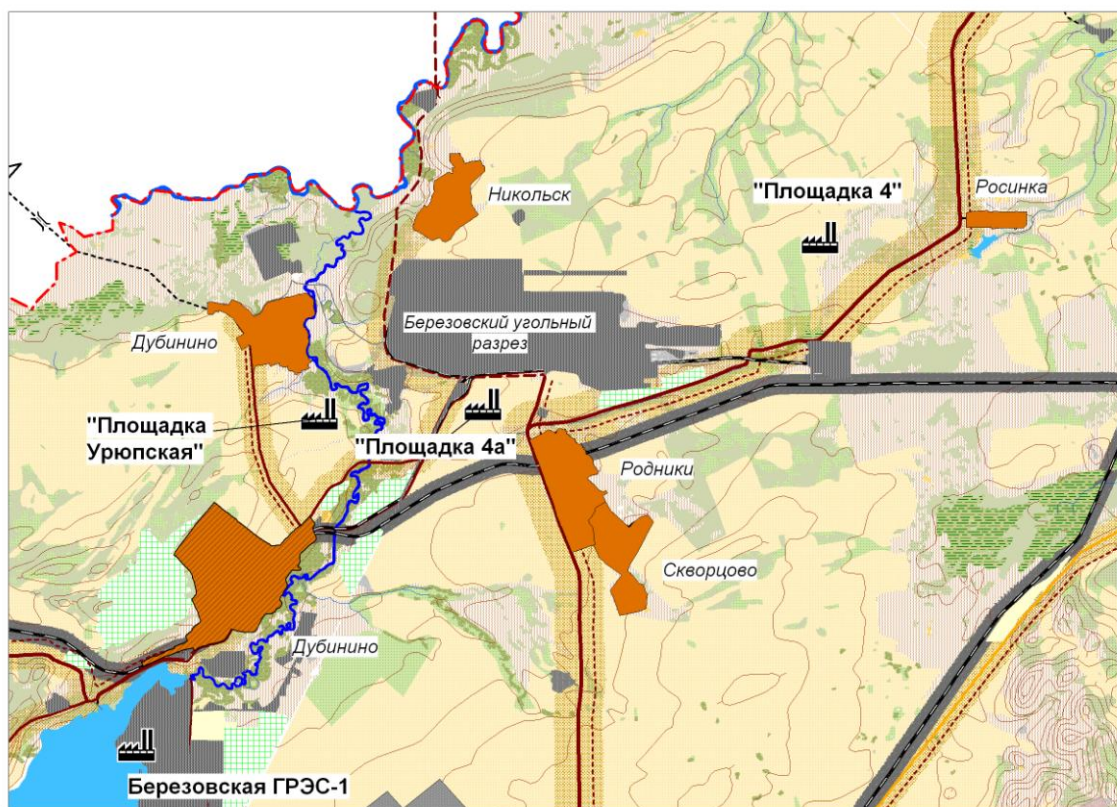 Никольск
"Площадка 4"
Росинка
Дубинино
Березовский угольный
разрез
"Площадка
Урюпская"
"Площадка 4а"
Родники
Скворцово
Дубинино
Березовская ГРЭС-1